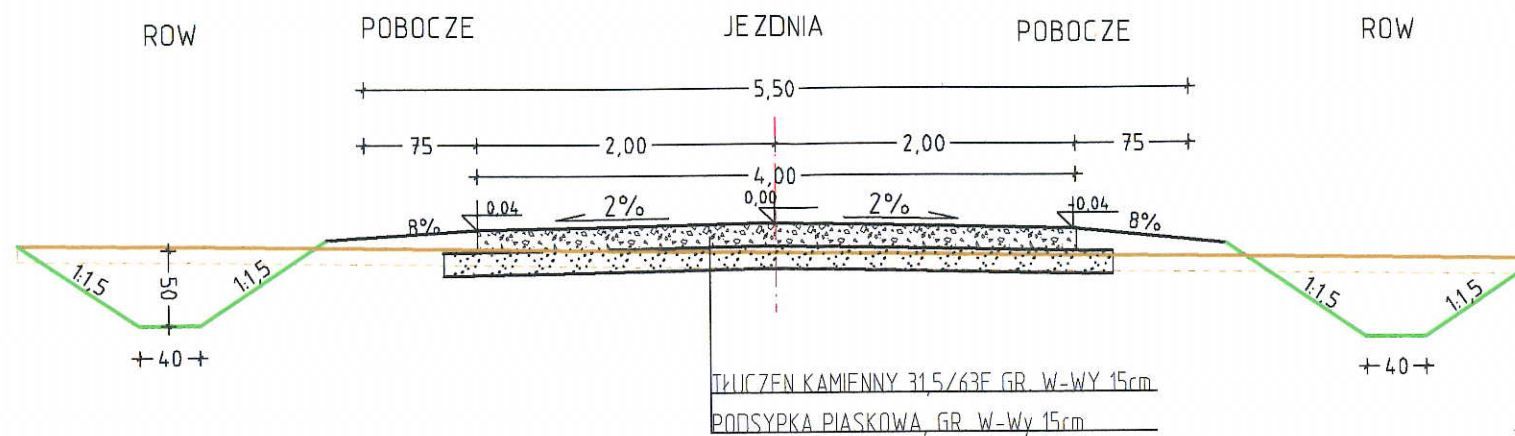 ROW POBOCZE JEZDNIA POBOCZE ROW
5,50
75 2,00 2,00 75
4,00
0,04 2% 0,00 2% +0,04
8% 8%
1:1,5 50 1:1,5 1:1,5 1:1,5
40 40
TŁUCZEN KAMIENNY 31,5/63E GR. W-WY 15cm
PODSYPKA PIASKOWA, GR. W-Wy 15cm